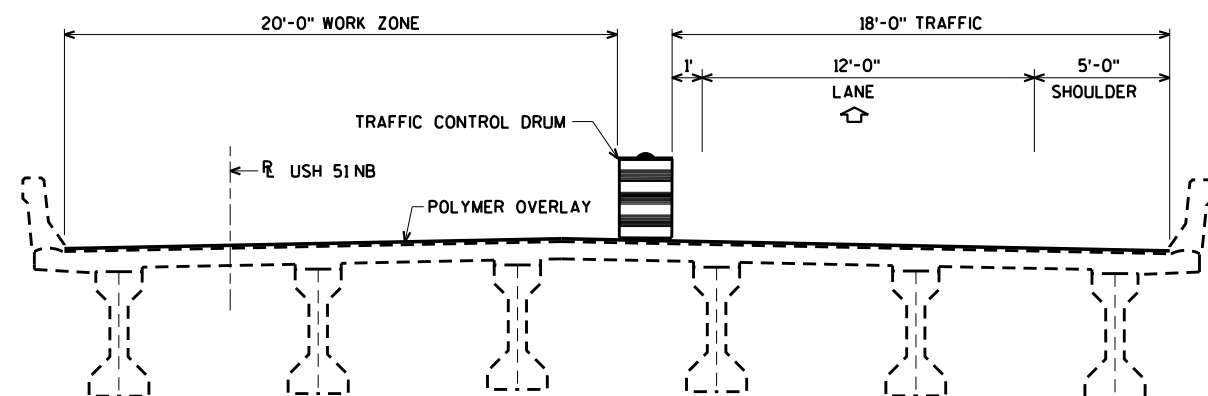 20'-0" WORK ZONE
18'-0" TRAFFIC
1'
12'-0"
5'-0"
LANE
SHOULDER
TRAFFIC CONTROL DRUM
RL USH 51 NB
POLYMER OVERLAY